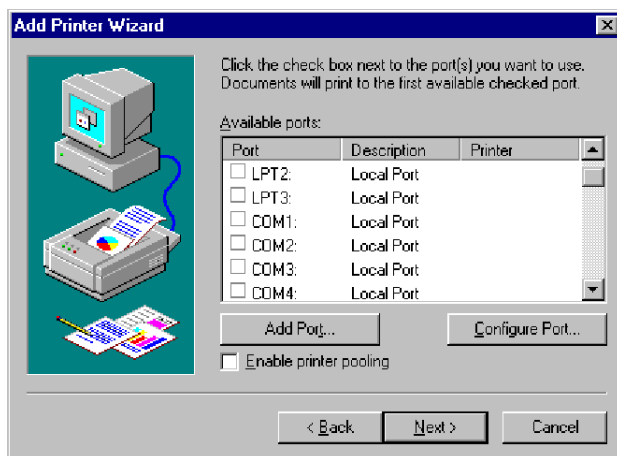 Add Printer Wizard
Click the check box next to the port(s) you want to use.
Documents will print to the first available checked port.
Available ports:
Port Description Printer
LPT2: Local Port
LPT3: Local Port
COM1: Local Port
COM2: Local Port
COM3: Local Port
COM4: Local Port
Add Port... Configure Port...
Enable printer pooling
< Back Next > Cancel